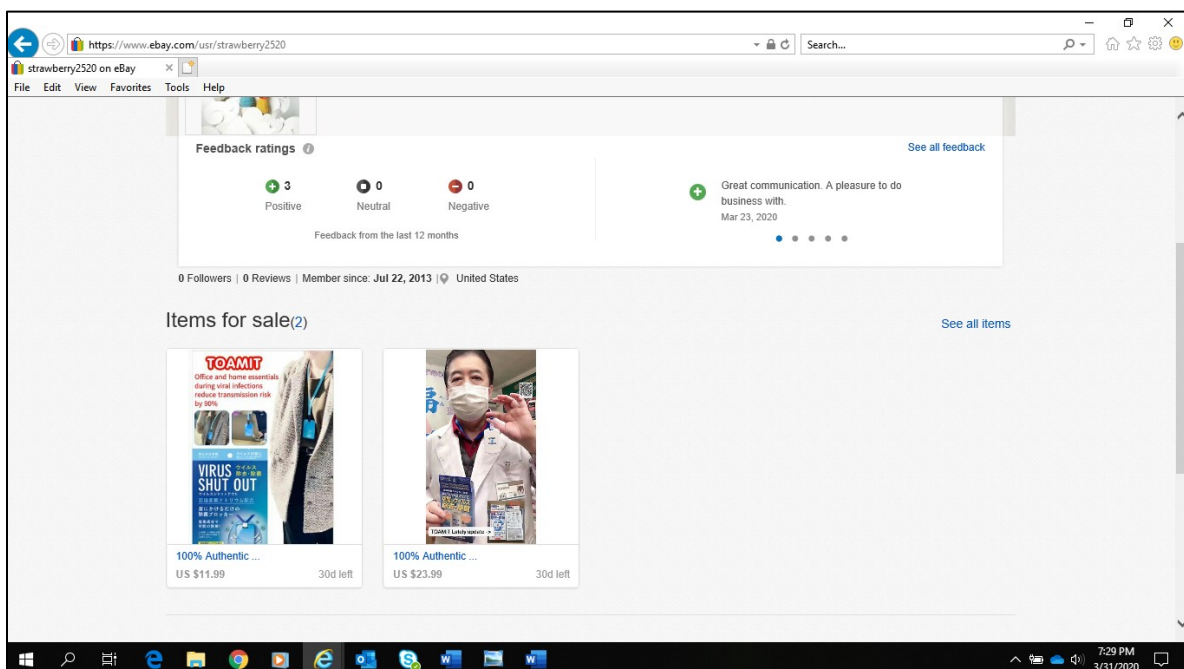 https://www.ebay.com/usr/strawberry2520
Search...
strawberry2520 on eBay
File Edit View Favorites Tools Help
Feedback ratings
See all feedback
3
Positive
0
Neutral
0
Negative
Feedback from the last 12 months
Great communication. A pleasure to do
business with.
Mar 23, 2020
0 Followers | 0 Reviews | Member since: Jul 22, 2013 | United States
Items for sale(2)
See all items
TOAMIT
Office and home essentials
during viral infections
reduce transmission risk
by 90%
VIRUS
SHUT OUT
TOAMIT Lately update
100% Authentic ...
US $11.99 30d left
100% Authentic ...
US $23.99 30d left
7:29 PM
3/31/2020